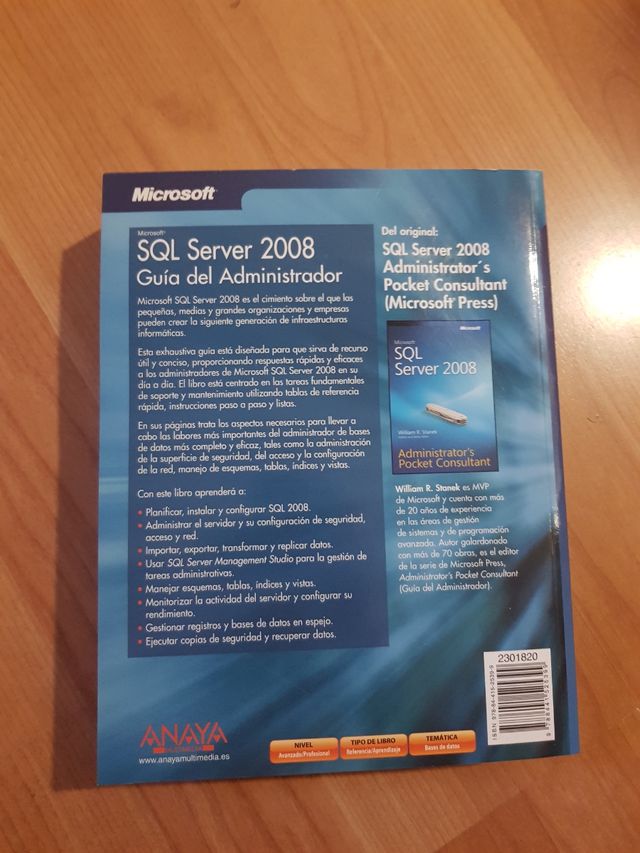 Microsoft
Microsoft
SQL Server 2008
Guía del Administrador
Microsoft SQL Server 2008 es el cimiento sobre el que las
pequeñas, medias y grandes organizaciones y empresas
pueden crear la siguiente generación de infraestructuras
informáticas.
Esta exhaustiva guía está diseñada para que sirva de recurso
útil y conciso, proporcionando respuestas rápidas y eficaces
a las administradores de Microsoft SQL Server 2008 en su
día a día. El libro está centrado en las tareas fundamentales
de soporte y mantenimiento utilizando tablas de referencia
rápida, instrucciones paso a paso y listas.
En sus páginas trata los aspectos necesarios para llevar a
cabo las labores más importantes del administrador de bases
de datos más completo y eficaz, tales como la administración
de la superficie de seguridad, del acceso y la configuración
de la red, manejo de esquemas, tablas, índices y vistas.
Con este libro aprenderá a:
• Planificar, instalar y configurar SQL 2008.
• Administrar el servidor y su configuración de seguridad,
acceso y red.
• Importar, exportar, transformar y replicar datos.
• Usar SQL Server Management Studio para la gestión de
tareas administrativas.
• Manejar esquemas, tablas, índices y vistas.
• Monitorizar la actividad del servidor y configurar su
rendimiento.
• Gestionar registros y bases de datos en espejo.
• Ejecutar copias de seguridad y recuperar datos.
Del original:
SQL Server 2008
Administrator´s
Pocket Consultant
(Microsoft Press)
Microsoft
Microsoft
SQL
Server 2008
William R. Stanek
Administrator's
Pocket Consultant
William R. Stanek es MVP
de Microsoft y cuenta con más
de 20 años de experiencia
en las áreas de gestión
de sistemas y de programación
avanzada. Autor galardonado
con más de 70 obras, es el editor
de la serie de Microsoft Press,
Administrator's Pocket Consultant
(Guía del Administrador).
2301820
ISBN 978-84-415-2539-9
9 788441 525399
ANAYA
MULTIMEDIA
www.anayamultimedia.es
NIVEL
Avanzado/Profesional
TIPO DE LIBRO
Referencia/Aprendizaje
TEMÁTICA
Bases de datos